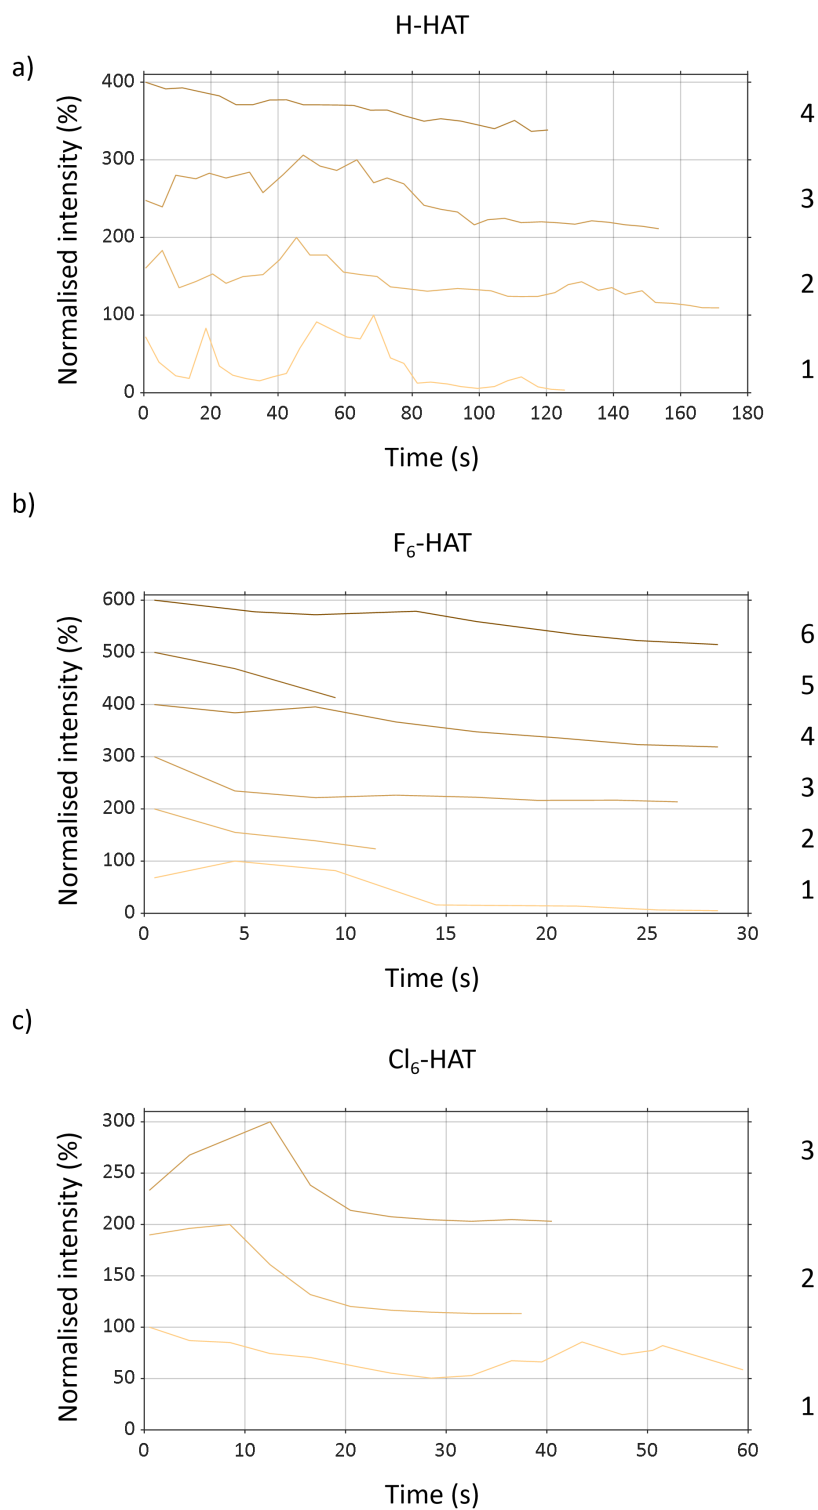 H-HAT
a)
Normalised intensity (%)
400
300
200
100
0
4
3
2
1
0 20 40 60 80 100 120 140 160 180
Time (s)
b)
F₆-HAT
Normalised intensity (%)
600
500
400
300
200
100
0
6
5
4
3
2
1
0 5 10 15 20 25 30
Time (s)
c)
Cl₆-HAT
Normalised intensity (%)
300
250
200
150
100
50
0
3
2
1
0 10 20 30 40 50 60
Time (s)